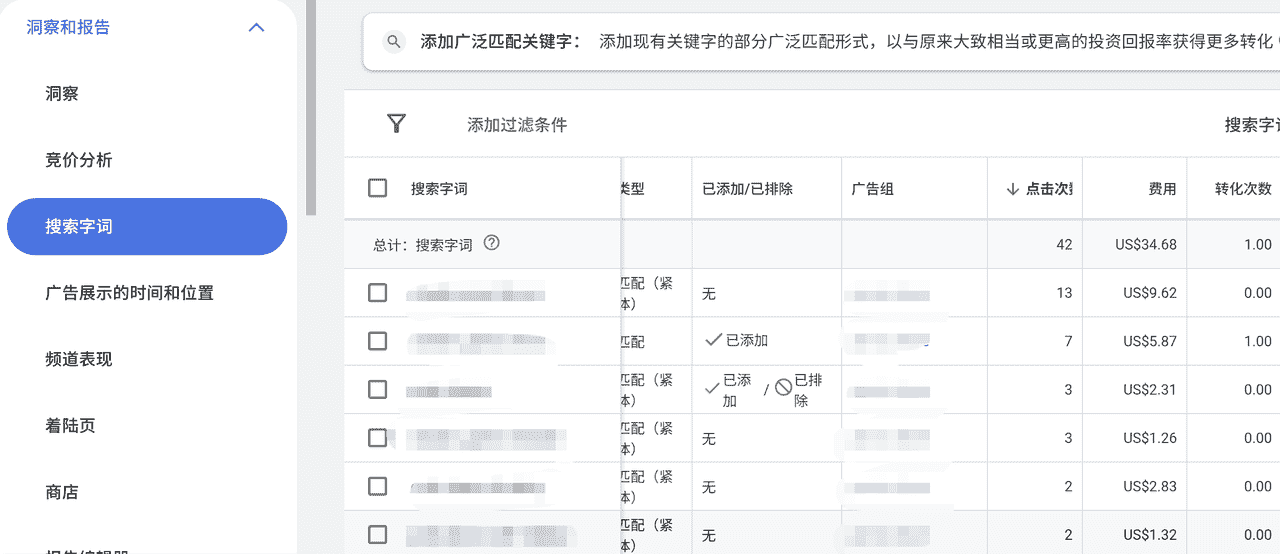 洞察和报告
洞察
竞价分析
搜索字词
广告展示的时间和位置
频道表现
着陆页
商店
添加广泛匹配关键字： 添加现有关键字的部分广泛匹配形式，以与原来大致相当或更高的投资回报率获得更多转化
添加过滤条件 搜索字
搜索字词 类型 已添加/已排除 广告组 点击次数 费用 转化次数
总计：搜索字词 42 US$34.68 1.00
匹配（紧
体） 无 13 US$9.62 0.00
匹配 已添加 7 US$5.87 1.00
匹配（紧
体） 已添
加 / 已排
除 3 US$2.31 0.00
匹配（紧
体） 无 3 US$1.26 0.00
匹配（紧
体） 无 2 US$2.83 0.00
匹配（紧
体） 无 2 US$1.32 0.00